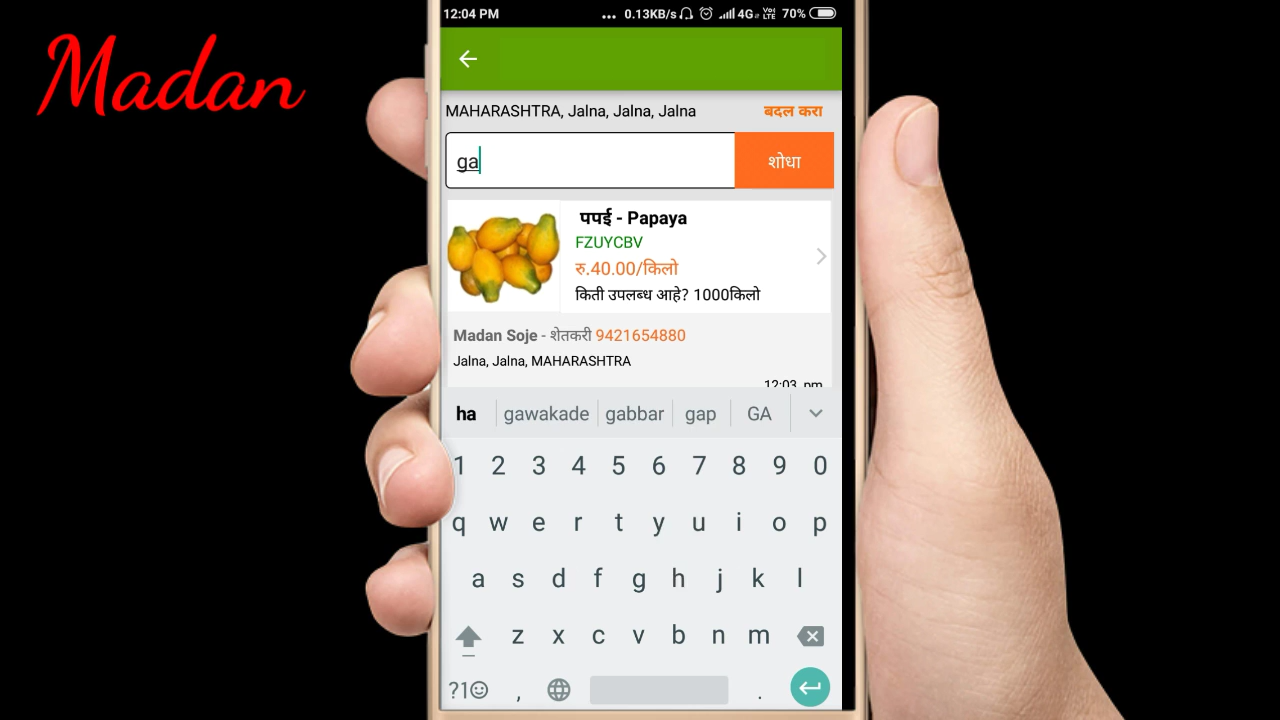 Madan
12:04 PM ... 0.13KB/s 4G VoLTE 70%
MAHARASHTRA, Jalna, Jalna, Jalna बदल करा
ga शोधा
पपई - Papaya
FZUYCBV
रु.40.00/किलो
किती उपलब्ध आहे? 1000किलो
Madan Soje - शेतकरी 9421654880
Jalna, Jalna, MAHARASHTRA
12:03 pm
ha gawakade gabbar gap GA
1 2 3 4 5 6 7 8 9 0
q w e r t y u i o p
a s d f g h j k l
z x c v b n m
?1☺ , .